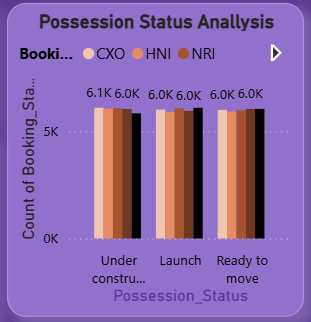 Possession Status Anallysis
Booki... CXO HNI NRI
6.1K 6.0K 6.0K 6.0K 6.0K 6.0K
5K
0K
Count of Booking_Sta...
Under constru...
Launch
Ready to move
Possession_Status